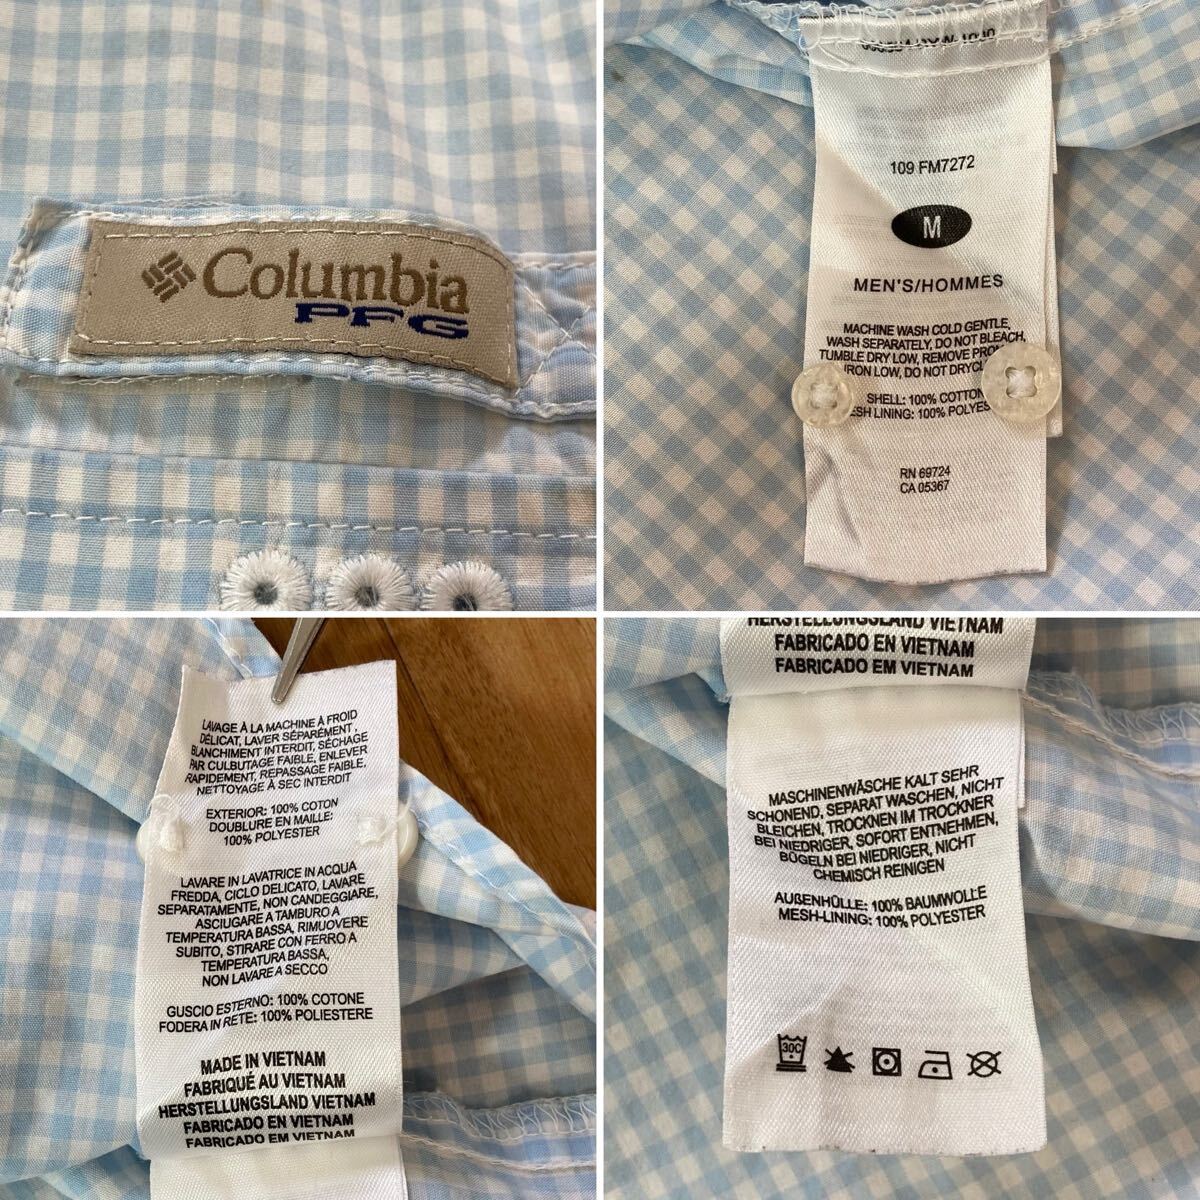 Columbia
PFG
109 FM7272
M
MEN'S/HOMMES
MACHINE WASH COLD GENTLE,
WASH SEPARATELY, DO NOT BLEACH,
TUMBLE DRY LOW, REMOVE
IRON LOW, DO NOT
SHELL: 100% COTTON
MESH LINING: 100%
RN 69724
CA 05367
LAVAGE À LA MACHINE À FROID
DÉLICAT, LAVER SÉPARÉMENT,
BLANCHIMENT INTERDIT, SÉCHAGE
PAR CULBUTAGE FAIBLE, ENLEVER
RAPIDEMENT, REPASSAGE FAIBLE,
NETTOYAGE À SEC INTERDIT
EXTERIOR: 100% COTON
DOUBLURE EN MAILLE:
100% POLYESTER
LAVARE IN LAVATRICE IN ACQUA
FREDDA, CICLO DELICATO, LAVARE
SEPARATAMENTE, NON CANDEGGIARE,
ASCIUGARE A TAMBURO A
TEMPERATURA BASSA, RIMUOVERE
SUBITO, STIRARE CON FERRO A
TEMPERATURA BASSA,
NON LAVARE A SECCO
GUSCIO ESTERNO: 100% COTONE
FODERA IN RETE: 100% POLIESTERE
MADE IN VIETNAM
FABRIQUÉ AU VIETNAM
HERSTELLUNGSLAND VIETNAM
FABRICADO EN VIETNAM
FABRICADO EM VIETNAM
HERSTELLUNGSLAND VIETNAM
FABRICADO EN VIETNAM
FABRICADO EM VIETNAM
MASCHINENWÄSCHE KALT SEHR
SCHONEND, SEPARAT WASCHEN, NICHT
BLEICHEN, TROCKNEN IM TROCKNER
BEI NIEDRIGER, SOFORT ENTNEHMEN,
BÜGELN BEI NIEDRIGER, NICHT
CHEMISCH REINIGEN
AUßENHÜLLE: 100% BAUMWOLLE
MESH-LINING: 100% POLYESTER
30C